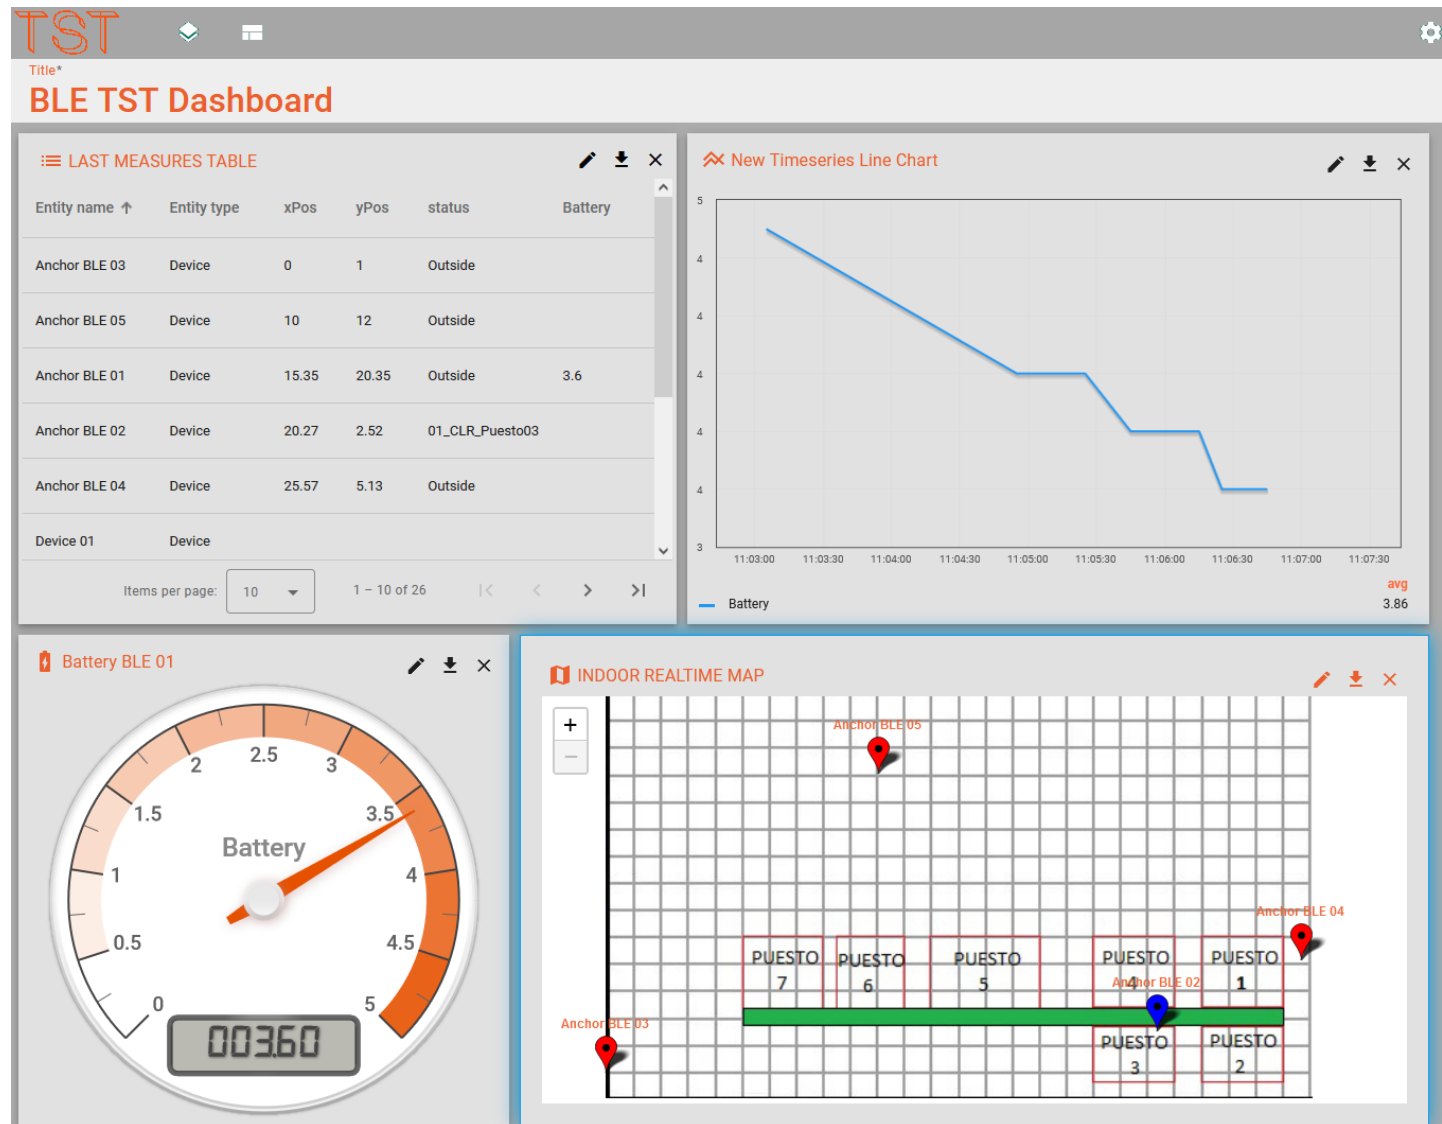 TST
Title*
BLE TST Dashboard
LAST MEASURES TABLE
Entity name Entity type xPos yPos status Battery
Anchor BLE 03 Device 0 1 Outside
Anchor BLE 05 Device 10 12 Outside
Anchor BLE 01 Device 15.35 20.35 Outside 3.6
Anchor BLE 02 Device 20.27 2.52 01_CLR_Puesto03
Anchor BLE 04 Device 25.57 5.13 Outside
Device 01 Device
Items per page: 10 1 – 10 of 26
New Timeseries Line Chart
5
4
4
4
4
4
3
11:03:00 11:03:30 11:04:00 11:04:30 11:05:00 11:05:30 11:06:00 11:06:30 11:07:00 11:07:30
avg
Battery 3.86
Battery BLE 01
0
0.5
1
1.5
2
2.5
3
3.5
4
4.5
5
Battery
003.60
INDOOR REALTIME MAP
+
−
Anchor BLE 05
Anchor BLE 04
PUESTO
7
PUESTO
6
PUESTO
5
PUESTO
4
PUESTO
1
Anchor BLE 02
Anchor BLE 03
PUESTO
3
PUESTO
2